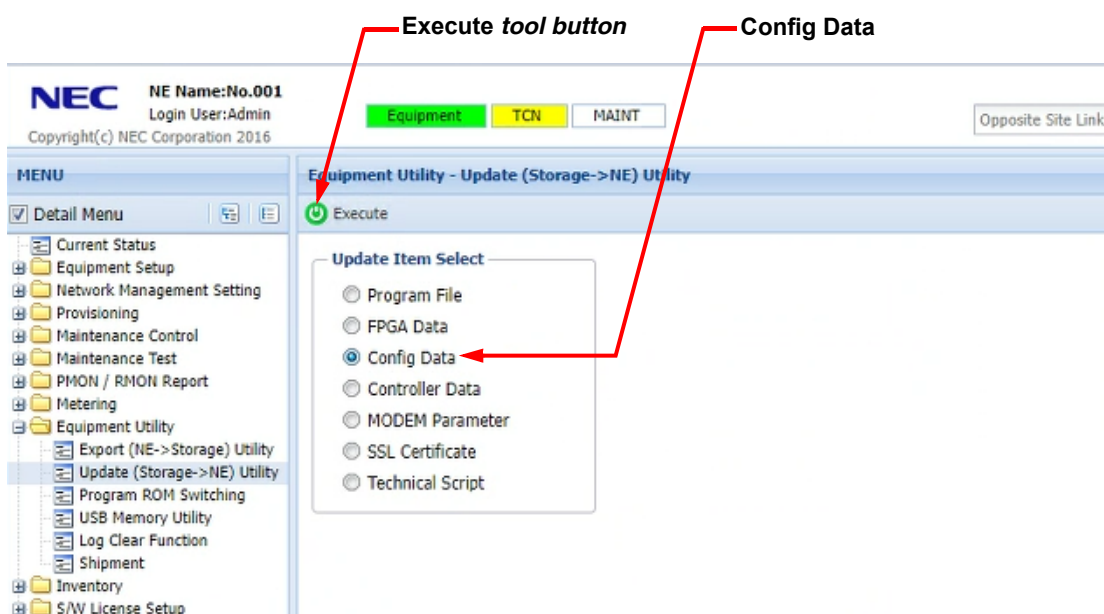 Execute tool button
Config Data
NEC
NE Name:No.001
Login User:Admin
Copyright(c) NEC Corporation 2016
Equipment
TCN
MAINT
Opposite Site Link
MENU
Detail Menu
Current Status
Equipment Setup
Network Management Setting
Provisioning
Maintenance Control
Maintenance Test
PMON / RMON Report
Metering
Equipment Utility
Export (NE->Storage) Utility
Update (Storage->NE) Utility
Program ROM Switching
USB Memory Utility
Log Clear Function
Shipment
Inventory
S/W License Setup
Equipment Utility - Update (Storage->NE) Utility
Execute
Update Item Select
Program File
FPGA Data
Config Data
Controller Data
MODEM Parameter
SSL Certificate
Technical Script